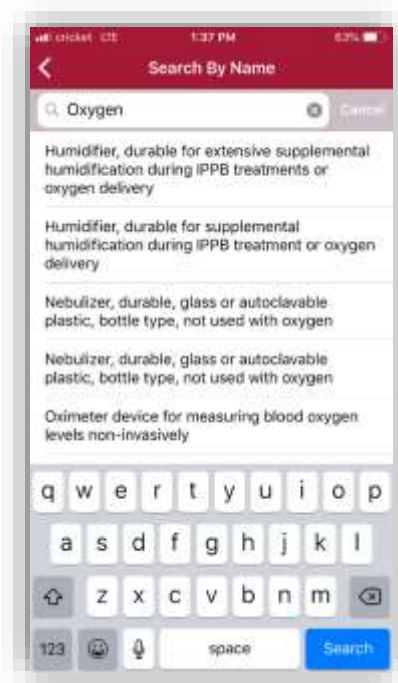 cricket LTE 1:37 PM 63%
Search By Name
Oxygen Cancel
Humidifier, durable for extensive supplemental
humidification during IPPB treatments or
oxygen delivery
Humidifier, durable for supplemental
humidification during IPPB treatment or oxygen
delivery
Nebulizer, durable, glass or autoclavable
plastic, bottle type, not used with oxygen
Nebulizer, durable, glass or autoclavable
plastic, bottle type, not used with oxygen
Oximeter device for measuring blood oxygen
levels non-invasively
q w e r t y u i o p
a s d f g h j k l
z x c v b n m
123 space Search